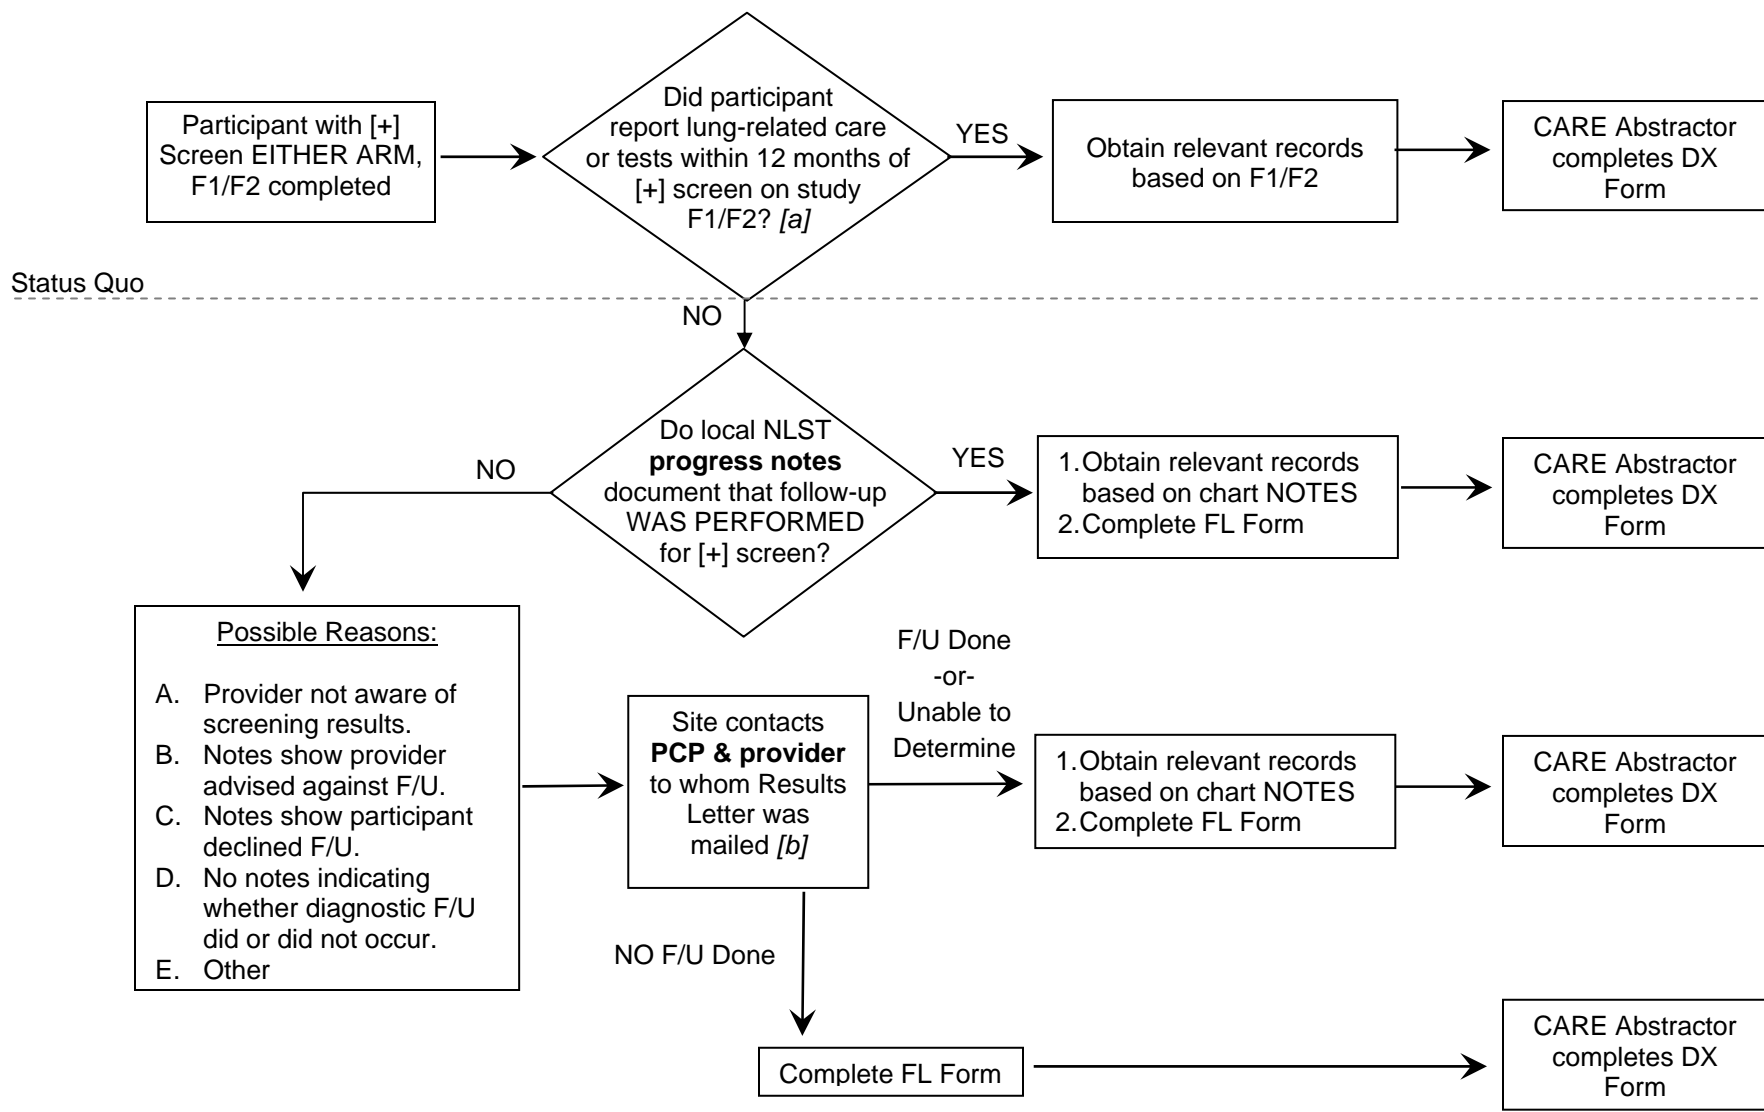 Participant with [+]
Screen EITHER ARM,
F1/F2 completed
Did participant
report lung-related care
or tests within 12 months of
[+] screen on study
F1/F2? [a]
YES
Obtain relevant records
based on F1/F2
CARE Abstractor
completes DX
Form
Status Quo
NO
Do local NLST
progress notes
document that follow-up
WAS PERFORMED
for [+] screen?
YES
1. Obtain relevant records
based on chart NOTES
2. Complete FL Form
CARE Abstractor
completes DX
Form
NO
Possible Reasons:
A. Provider not aware of
screening results.
B. Notes show provider
advised against F/U.
C. Notes show participant
declined F/U.
D. No notes indicating
whether diagnostic F/U
did or did not occur.
E. Other
Site contacts
PCP & provider
to whom Results
Letter was
mailed [b]
F/U Done
-or-
Unable to
Determine
1. Obtain relevant records
based on chart NOTES
2. Complete FL Form
CARE Abstractor
completes DX
Form
NO F/U Done
Complete FL Form
CARE Abstractor
completes DX
Form